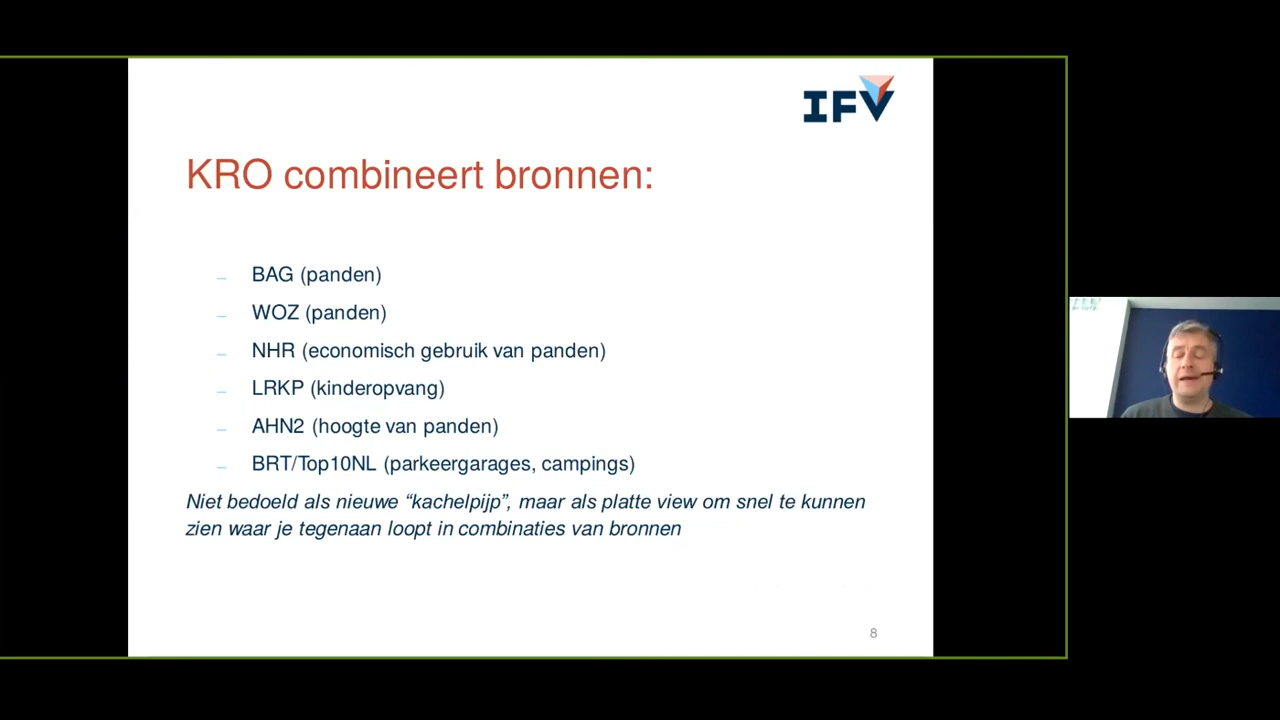 IFV
KRO combineert bronnen:
– BAG (panden)
– WOZ (panden)
– NHR (economisch gebruik van panden)
– LRKP (kinderopvang)
– AHN2 (hoogte van panden)
– BRT/Top10NL (parkeergarages, campings)
Niet bedoeld als nieuwe “kachelpijp”, maar als platte view om snel te kunnen
zien waar je tegenaan loopt in combinaties van bronnen
8